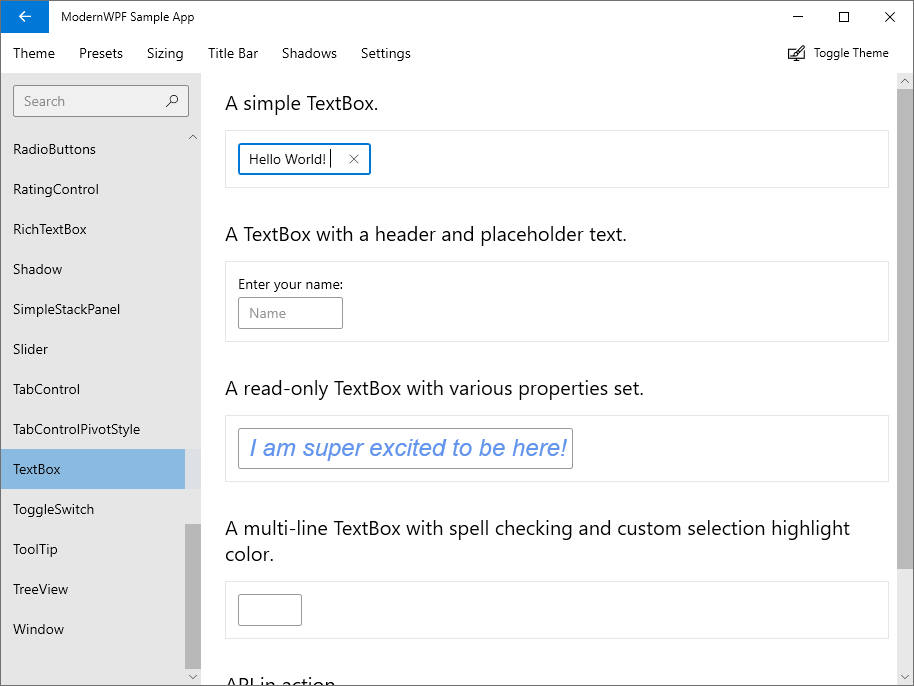 ModernWPF Sample App
Theme Presets Sizing Title Bar Shadows Settings Toggle Theme
Search
RadioButtons
RatingControl
RichTextBox
Shadow
SimpleStackPanel
Slider
TabControl
TabControlPivotStyle
TextBox
ToggleSwitch
ToolTip
TreeView
Window
A simple TextBox.
Hello World!
A TextBox with a header and placeholder text.
Enter your name:
Name
A read-only TextBox with various properties set.
I am super excited to be here!
A multi-line TextBox with spell checking and custom selection highlight
color.
API in action